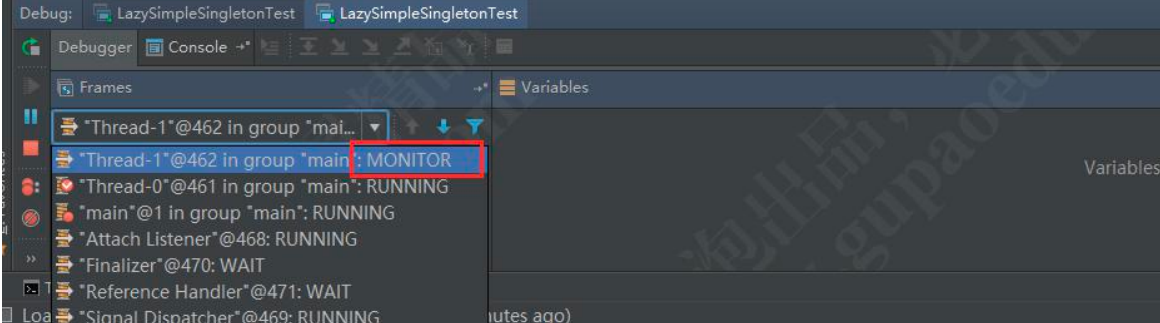 Debug: LazySimpleSingletonTest LazySimpleSingletonTest
Debugger Console
Frames Variables
"Thread-1"@462 in group "mai...
"Thread-1"@462 in group "main": MONITOR
"Thread-0"@461 in group "main": RUNNING
Variables
"main"@1 in group "main": RUNNING
"Attach Listener"@468: RUNNING
"Finalizer"@470: WAIT
"Reference Handler"@471: WAIT
"Signal Dispatcher"@469: RUNNING
utes ago)
gupaoedu